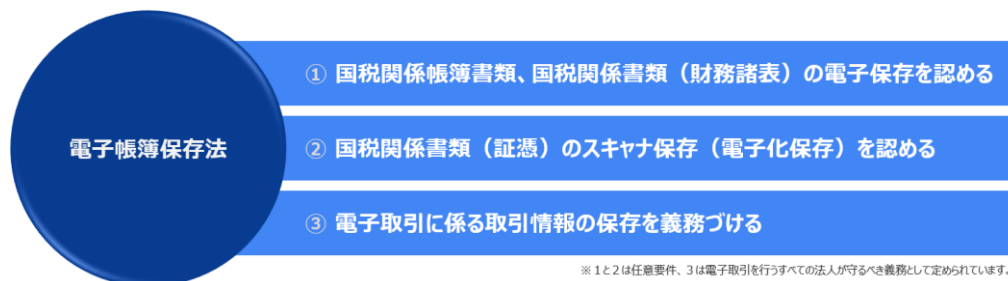 電子帳簿保存法
① 国税関係帳簿書類、国税関係書類（財務諸表）の電子保存を認める
② 国税関係書類（証憑）のスキャナ保存（電子化保存）を認める
③ 電子取引に係る取引情報の保存を義務づける
※１と２は任意要件、３は電子取引を行うすべての法人が守るべき義務として定められています。